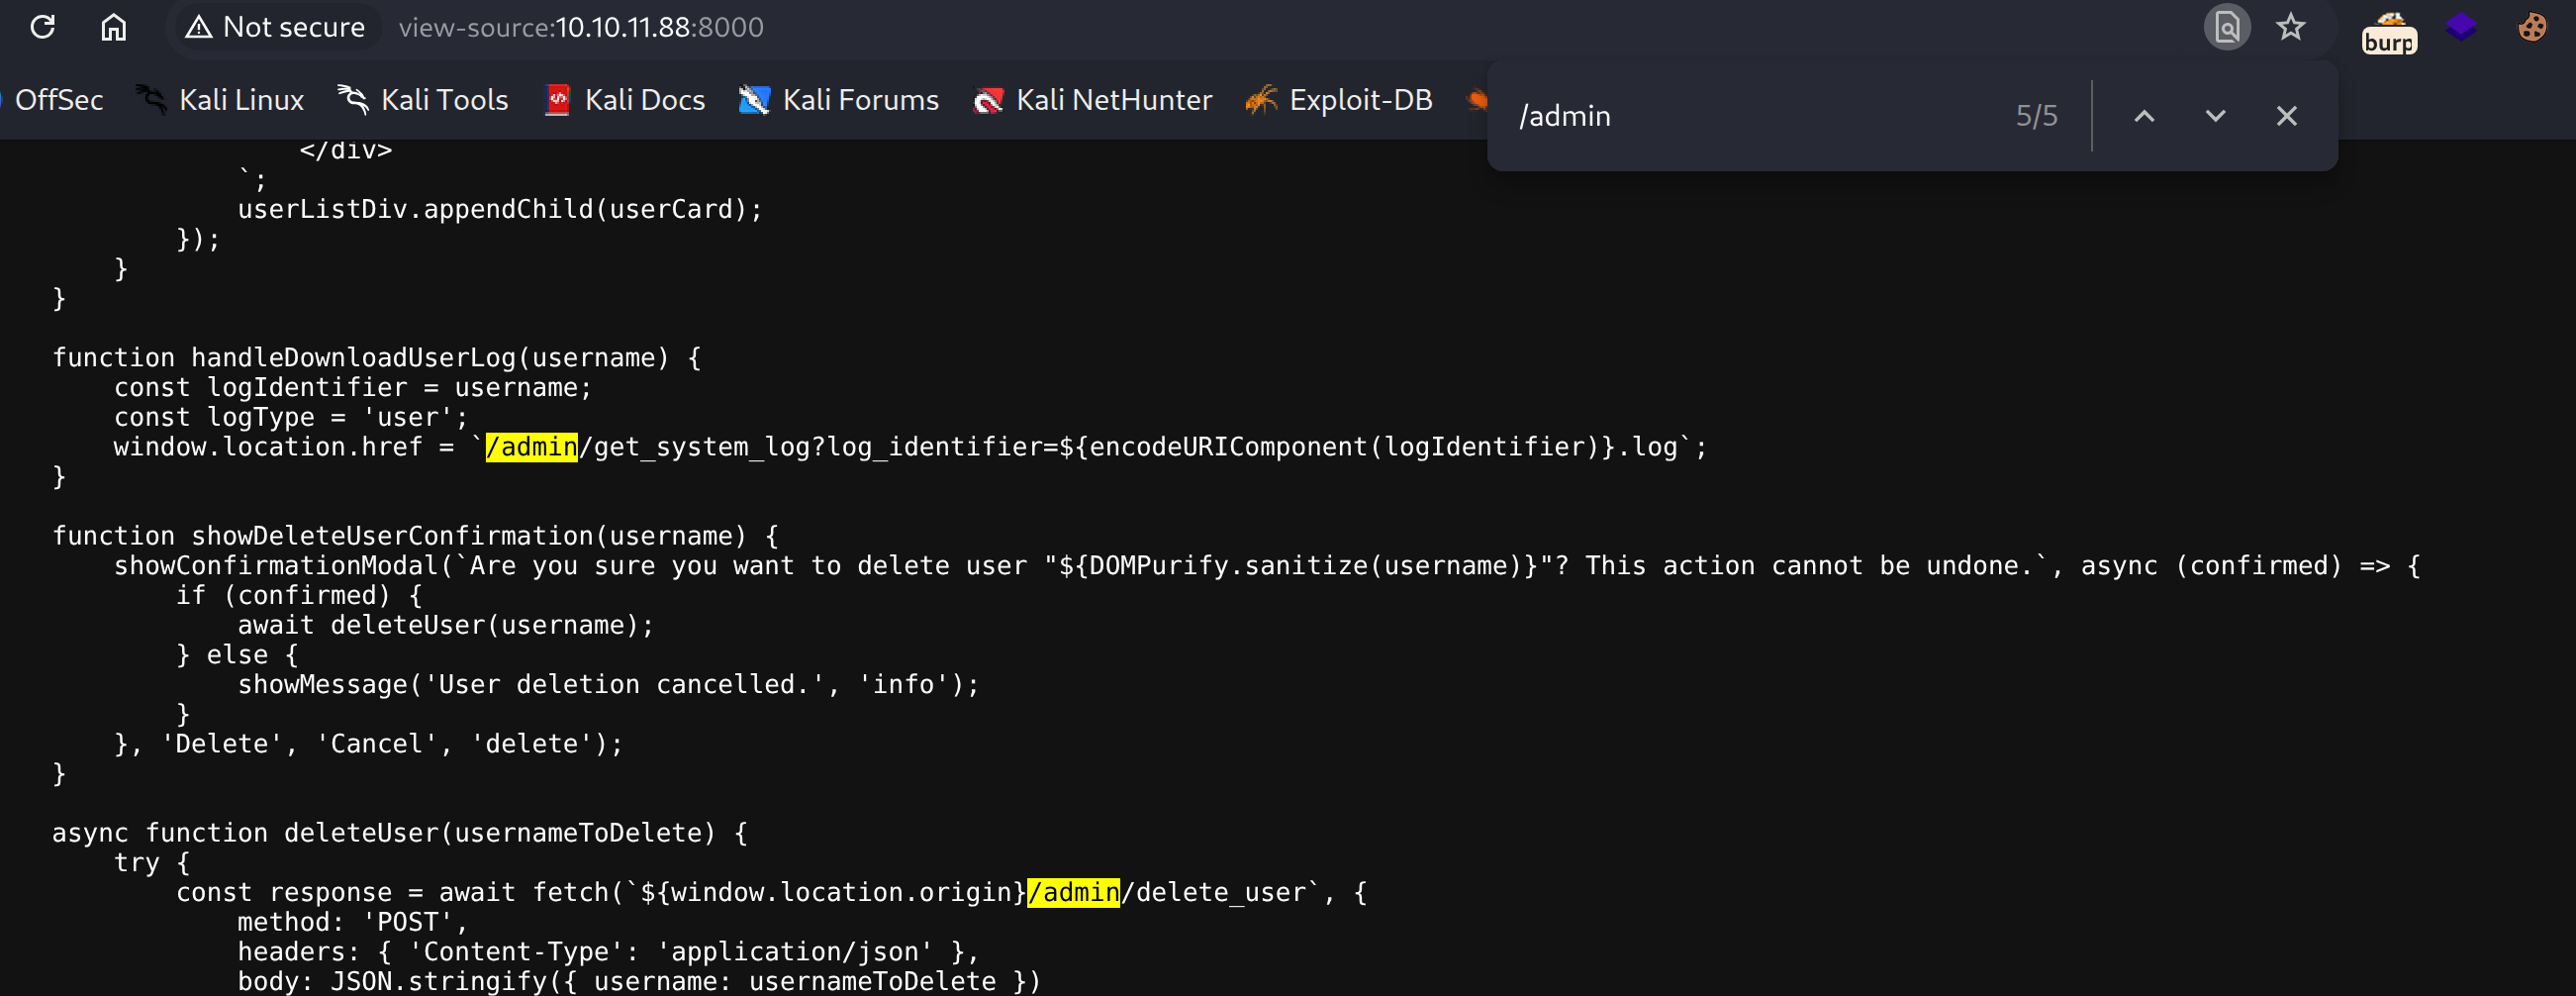 Not secure view-source:10.10.11.88:8000
burp
OffSec Kali Linux Kali Tools Kali Docs Kali Forums Kali NetHunter Exploit-DB
/admin 5/5
                </div>
            `;
            userListDiv.appendChild(userCard);
        });
    }
}
function handleDownloadUserLog(username) {
    const logIdentifier = username;
    const logType = 'user';
    window.location.href = `/admin/get_system_log?log_identifier=${encodeURIComponent(logIdentifier)}.log`;
}
function showDeleteUserConfirmation(username) {
    showConfirmationModal(`Are you sure you want to delete user "${DOMPurify.sanitize(username)}"? This action cannot be undone.`, async (confirmed) => {
        if (confirmed) {
            await deleteUser(username);
        } else {
            showMessage('User deletion cancelled.', 'info');
        }
    }, 'Delete', 'Cancel', 'delete');
}
async function deleteUser(usernameToDelete) {
    try {
        const response = await fetch(`${window.location.origin}/admin/delete_user`, {
            method: 'POST',
            headers: { 'Content-Type': 'application/json' },
            body: JSON.stringify({ username: usernameToDelete })